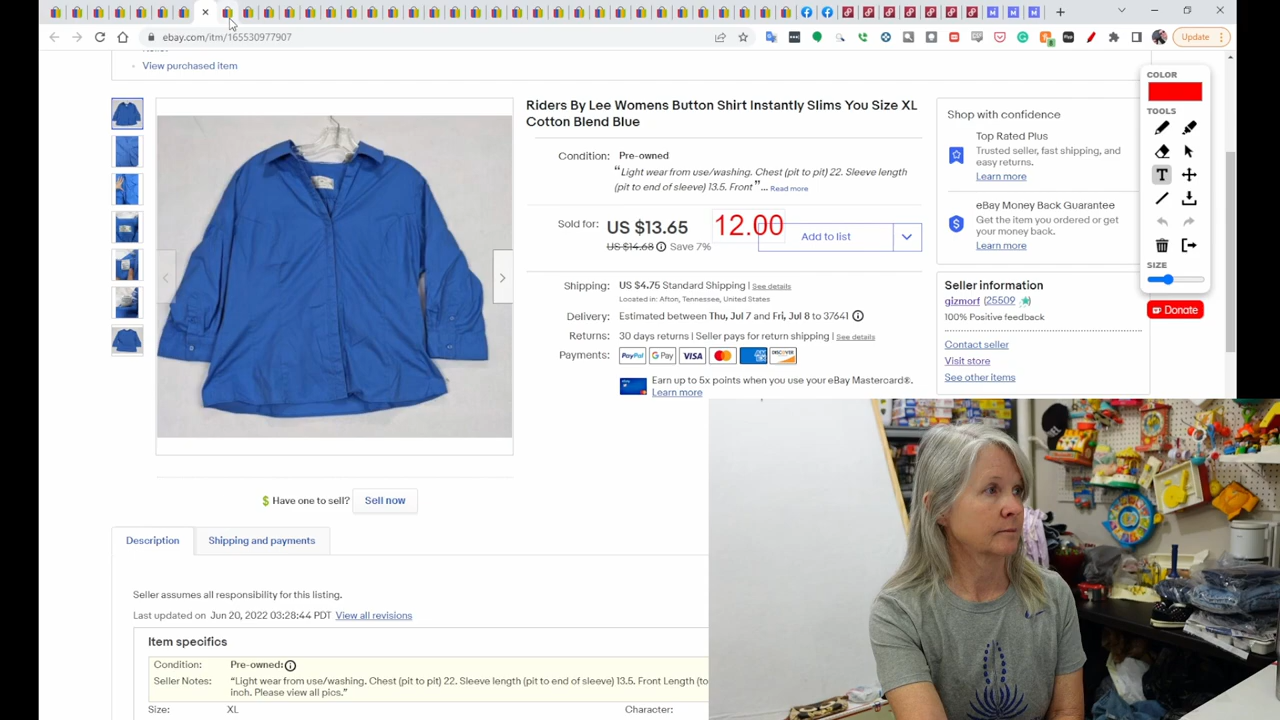 ebay.com/itm/165530977907
Update
View purchased item
Riders By Lee Womens Button Shirt Instantly Slims You Size XL
Cotton Blend Blue
Condition: Pre-owned
"Light wear from use/washing. Chest (pit to pit) 22. Sleeve length
(pit to end of sleeve) 13.5. Front" ... Read more
Sold for: US $13.65
US $14.68 Save 7%
12.00
Add to list
Shipping: US $4.75 Standard Shipping | See details
Located in: Afton, Tennessee, United States
Delivery: Estimated between Thu, Jul 7 and Fri, Jul 8 to 37641
Returns: 30 days returns | Seller pays for return shipping | See details
Payments: PayPal G Pay VISA DISCOVER
Earn up to 5x points when you use your eBay Mastercard®.
Learn more
Shop with confidence
Top Rated Plus
Trusted seller, fast shipping, and
easy returns.
Learn more
eBay Money Back Guarantee
Get the item you ordered or get
your money back.
Learn more
Seller information
gizmorf (25509)
100% Positive feedback
Contact seller
Visit store
See other items
COLOR
TOOLS
T
SIZE
Donate
$ Have one to sell? Sell now
Description
Shipping and payments
Seller assumes all responsibility for this listing.
Last updated on Jun 20, 2022 03:28:44 PDT View all revisions
Item specifics
Condition: Pre-owned:
Seller Notes: "Light wear from use/washing. Chest (pit to pit) 22. Sleeve length (pit to end of sleeve) 13.5. Front Length (to
inch. Please view all pics."
Size: XL
Character: